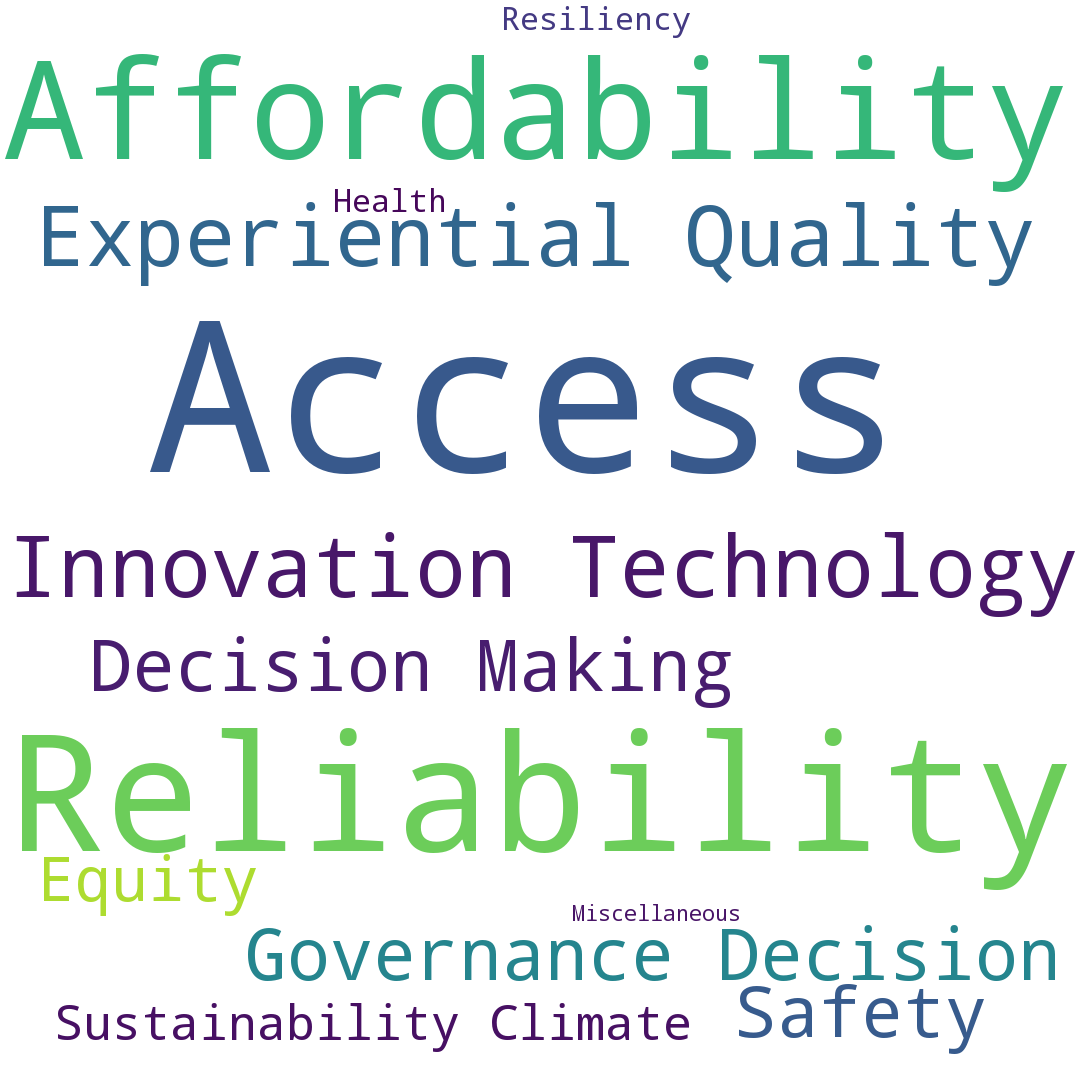 Resiliency
Affordability
Health
Experiential Quality
Access
Innovation Technology
Decision Making
Reliability
Equity
Miscellaneous
Governance Decision
Safety
Sustainability Climate